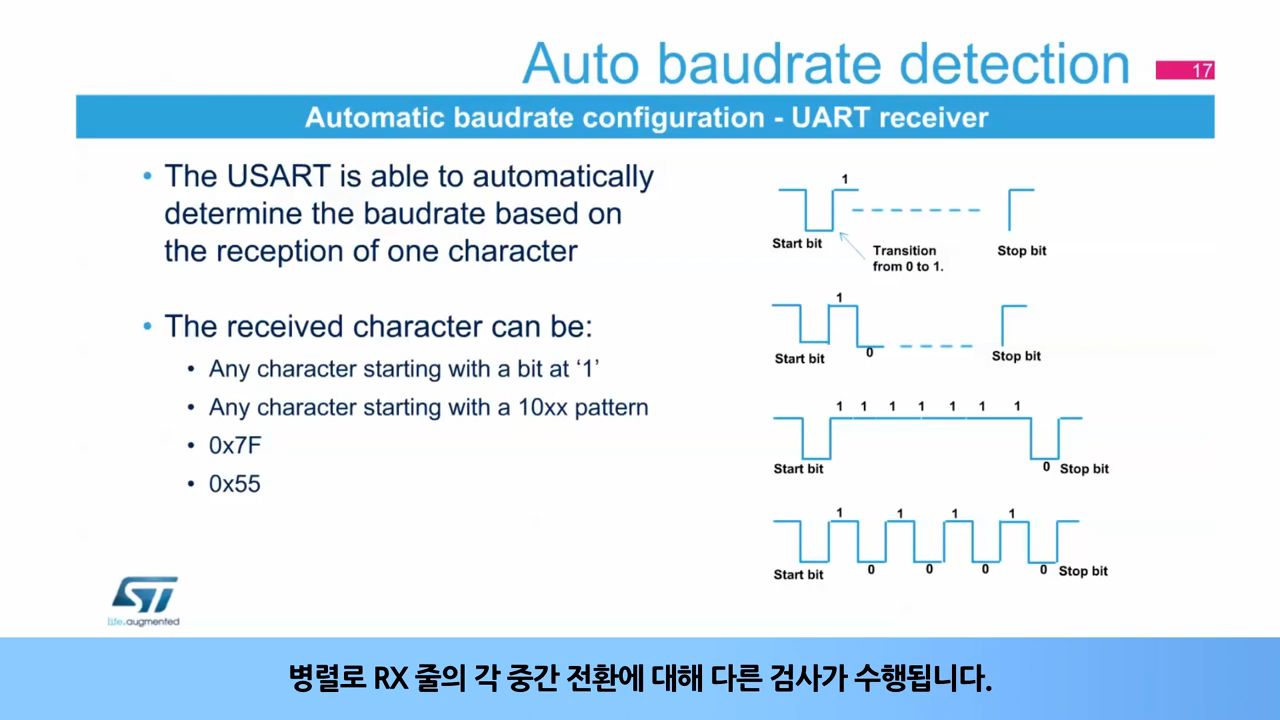 Auto baudrate detection
17
Automatic baudrate configuration - UART receiver
• The USART is able to automatically
determine the baudrate based on
the reception of one character
• The received character can be:
• Any character starting with a bit at ‘1’
• Any character starting with a 10xx pattern
• 0x7F
• 0x55
1
Start bit
Transition
from 0 to 1.
Stop bit
1
Start bit
0
Stop bit
1 1 1 1 1 1 1
Start bit
0 Stop bit
1 1 1 1
Start bit
0 0 0 0 Stop bit
ST
life.augmented
병렬로 RX 줄의 각 중간 전환에 대해 다른 검사가 수행됩니다.